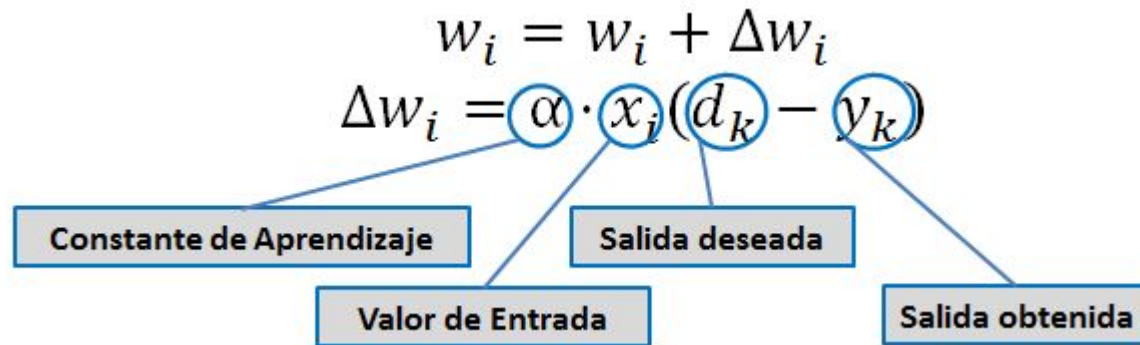 wᵢ = wᵢ + Δwᵢ
Δwᵢ = α · xᵢ(dₖ − yₖ)
Constante de Aprendizaje
Salida deseada
Valor de Entrada
Salida obtenida